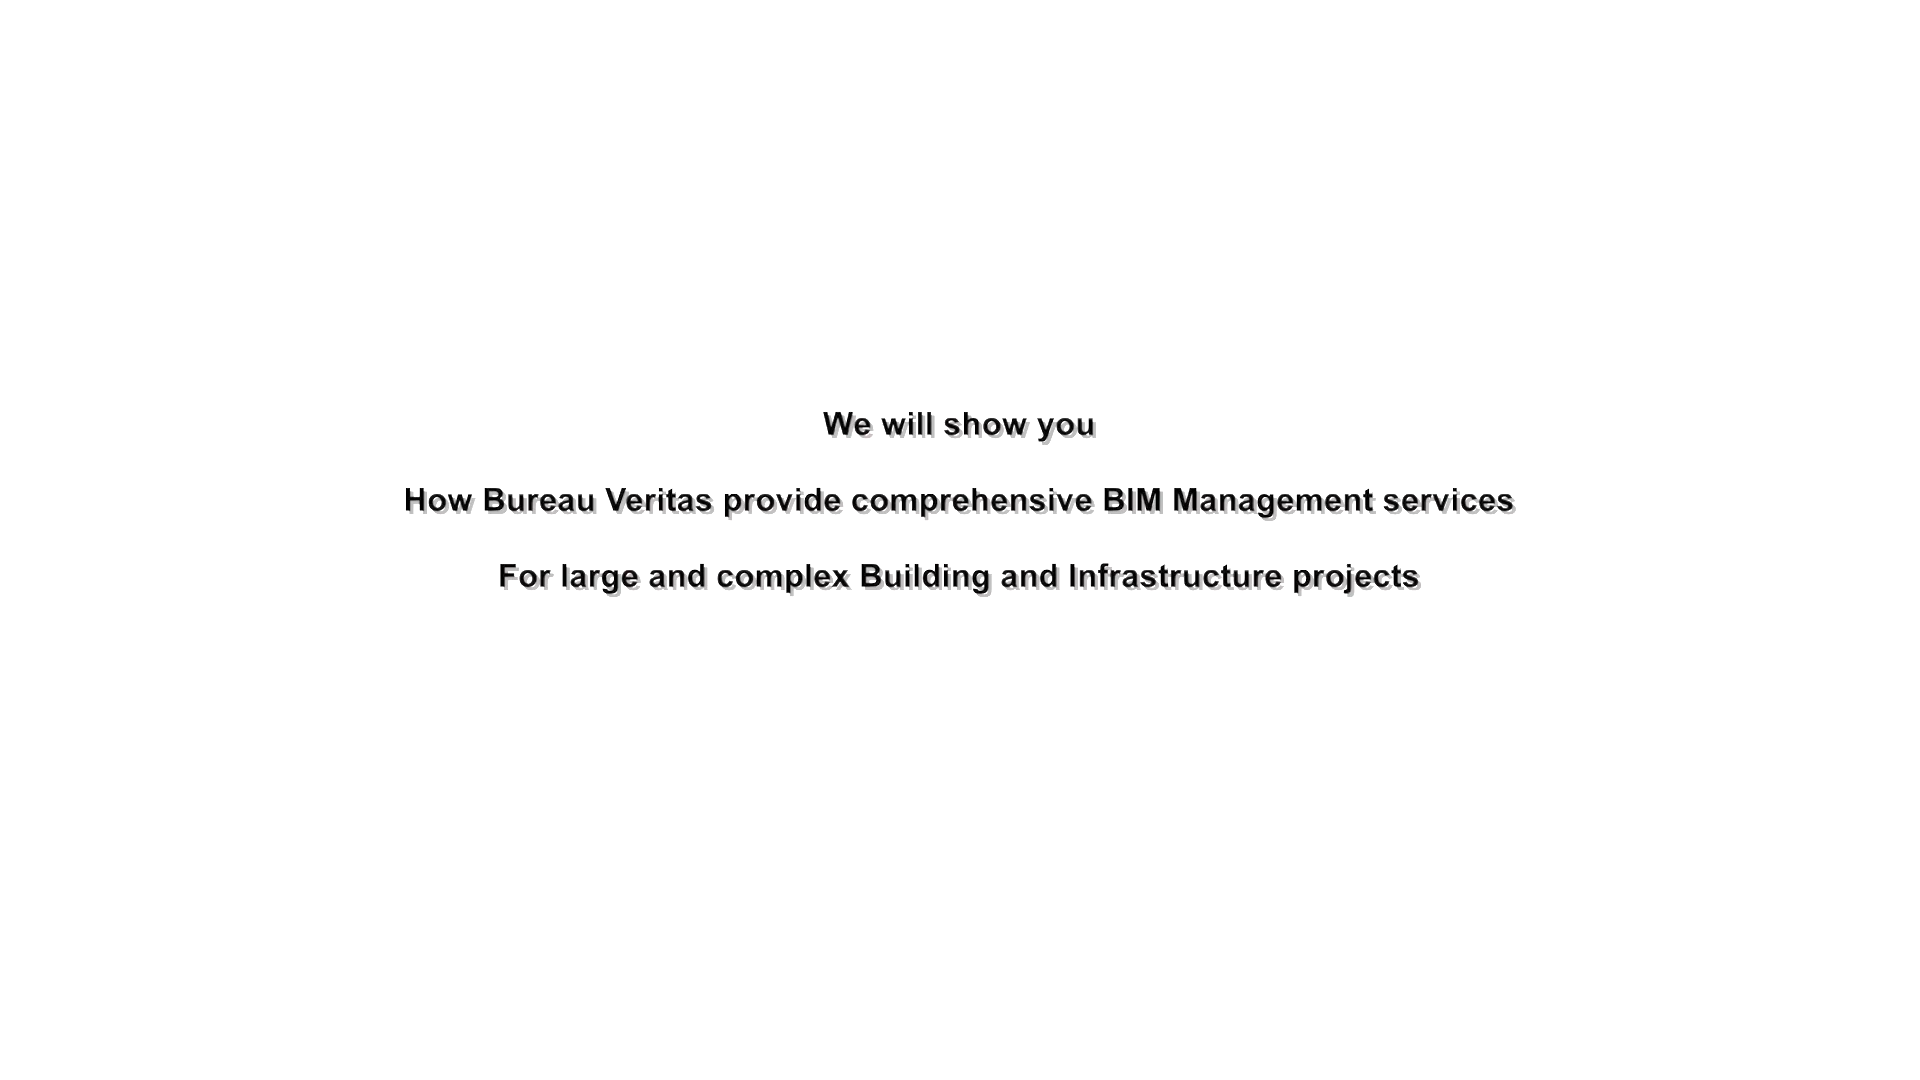 We will show you
How Bureau Veritas provide comprehensive BIM Management services
For large and complex Building and Infrastructure projects